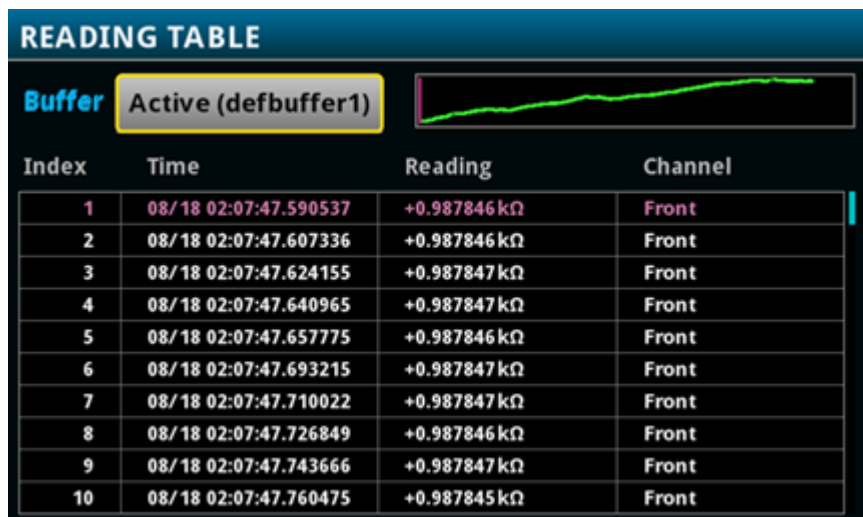 READING TABLE
Buffer Active (defbuffer1)
Index Time Reading Channel
1 08/18 02:07:47.590537 +0.987846kΩ Front
2 08/18 02:07:47.607336 +0.987846kΩ Front
3 08/18 02:07:47.624155 +0.987846kΩ Front
4 08/18 02:07:47.640965 +0.987847kΩ Front
5 08/18 02:07:47.657775 +0.987846kΩ Front
6 08/18 02:07:47.693215 +0.987847kΩ Front
7 08/18 02:07:47.710022 +0.987847kΩ Front
8 08/18 02:07:47.726849 +0.987846kΩ Front
9 08/18 02:07:47.743666 +0.987847kΩ Front
10 08/18 02:07:47.760475 +0.987845kΩ Front